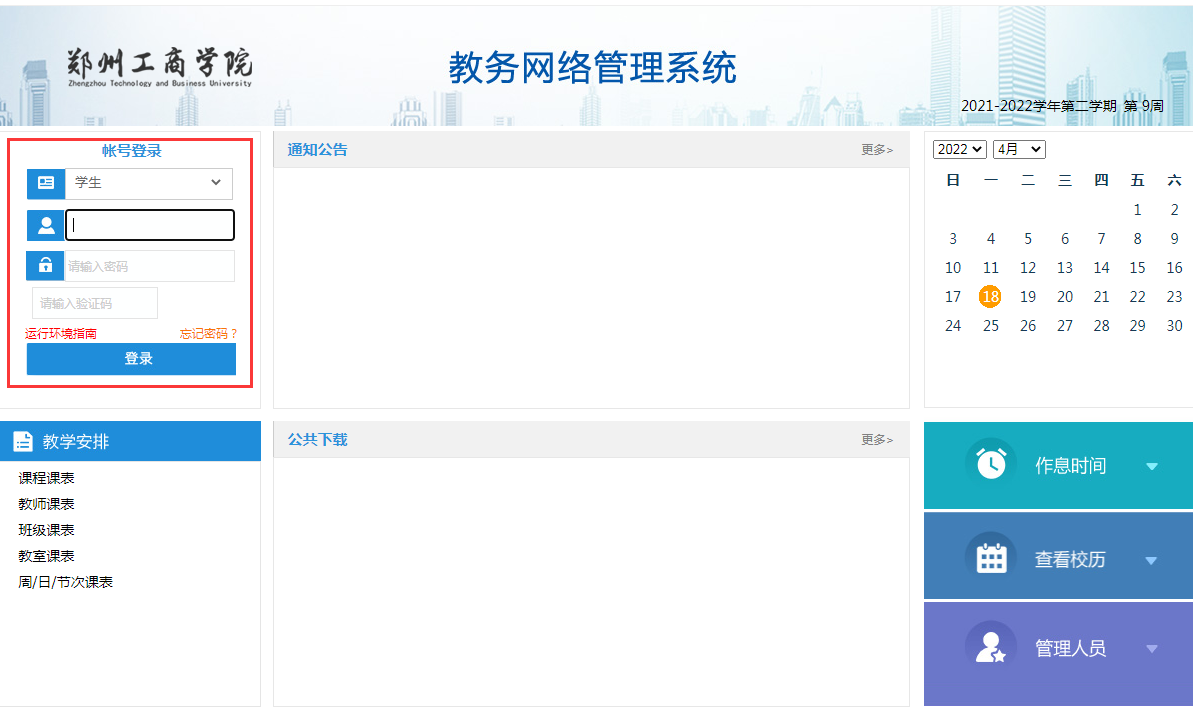 郑州工商学院
Zhengzhou Technology and Business University
教务网络管理系统
2021-2022学年第二学期 第 9周
帐号登录
学生
请输入密码
请输入验证码
运行环境指南 忘记密码 ?
登录
通知公告 更多>
2022 4月
日 一 二 三 四 五 六
1 2
3 4 5 6 7 8 9
10 11 12 13 14 15 16
17 18 19 20 21 22 23
24 25 26 27 28 29 30
教学安排
课程课表
教师课表
班级课表
教室课表
周/日/节次课表
公共下载 更多>
作息时间
查看校历
管理人员